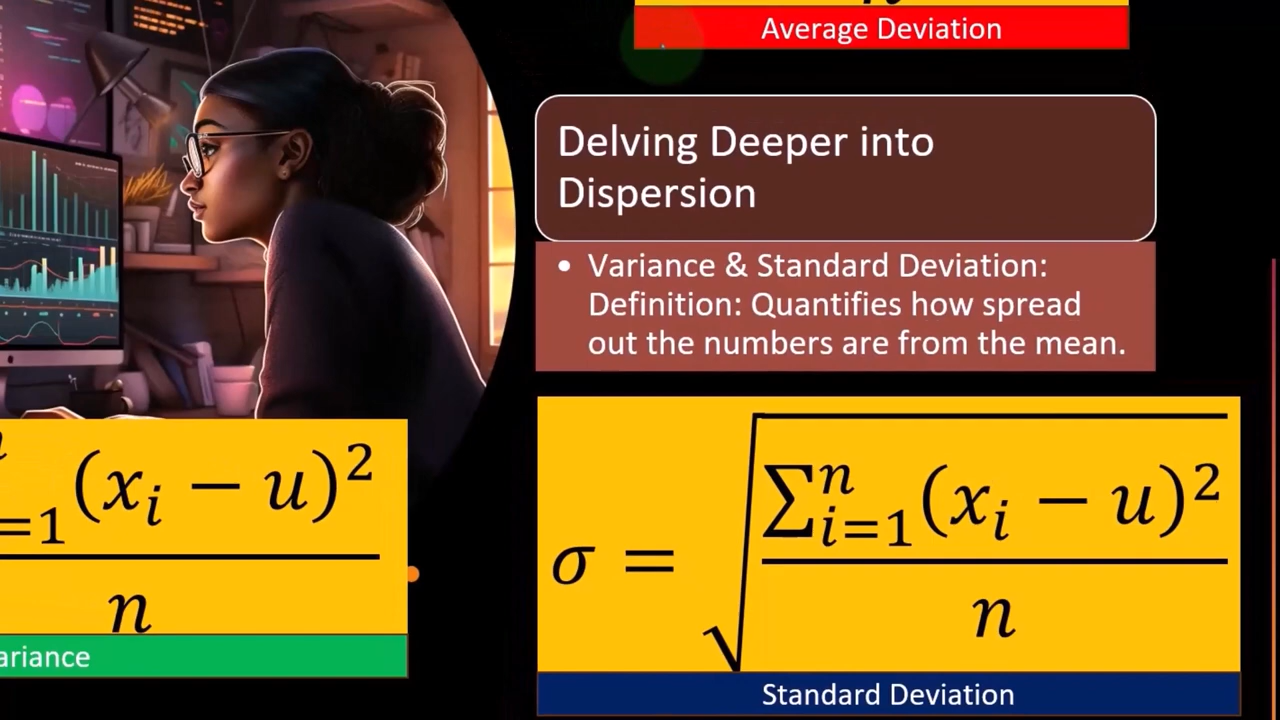 Average Deviation
Delving Deeper into
Dispersion
• Variance & Standard Deviation:
Definition: Quantifies how spread
out the numbers are from the mean.
=1(xᵢ − u)²
n
ariance
σ = √
∑ⁿᵢ₌₁(xᵢ − u)²
n
Standard Deviation